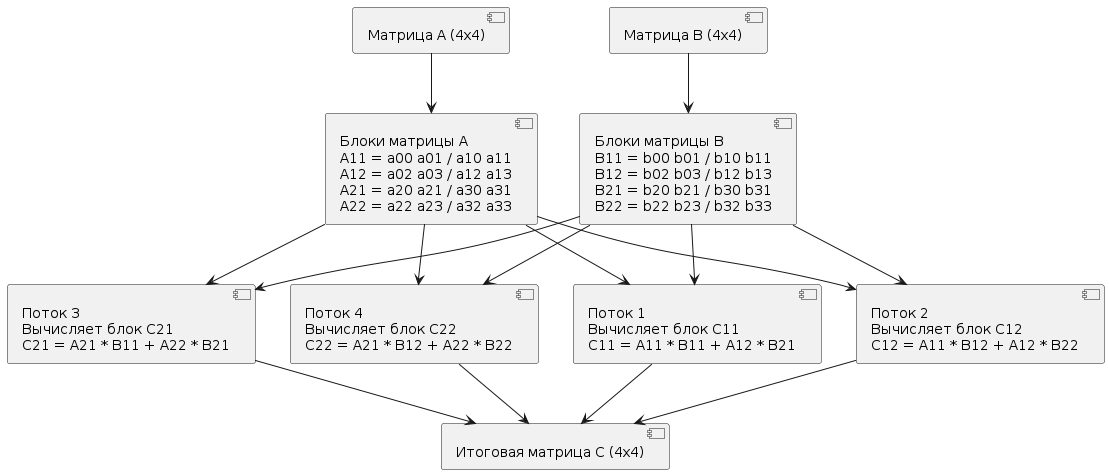 Матрица A (4x4)
Матрица B (4x4)
Блоки матрицы A
A11 = a00 a01 / a10 a11
A12 = a02 a03 / a12 a13
A21 = a20 a21 / a30 a31
A22 = a22 a23 / a32 a33
Блоки матрицы B
B11 = b00 b01 / b10 b11
B12 = b02 b03 / b12 b13
B21 = b20 b21 / b30 b31
B22 = b22 b23 / b32 b33
Поток 3
Вычисляет блок C21
C21 = A21 * B11 + A22 * B21
Поток 4
Вычисляет блок C22
C22 = A21 * B12 + A22 * B22
Поток 1
Вычисляет блок C11
C11 = A11 * B11 + A12 * B21
Поток 2
Вычисляет блок C12
C12 = A11 * B12 + A12 * B22
Итоговая матрица C (4x4)